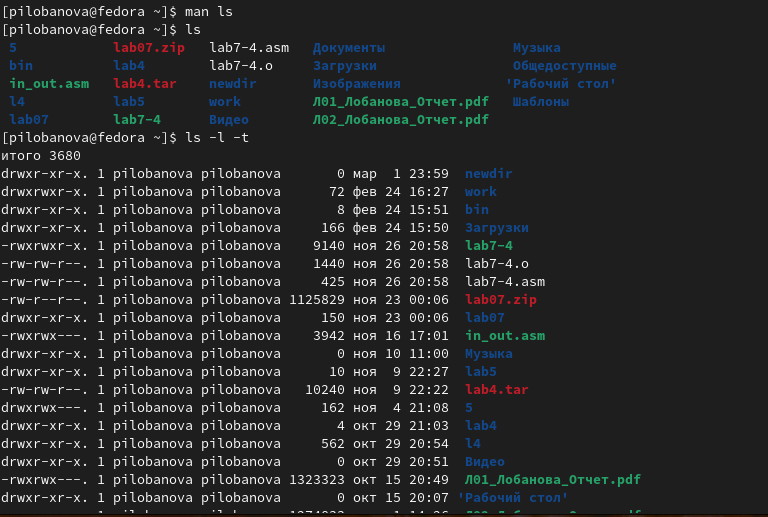 [pilobanova@fedora ~]$ man ls
[pilobanova@fedora ~]$ ls
5 lab07.zip lab7-4.asm Документы Музыка
bin lab4 lab7-4.o Загрузки Общедоступные
in_out.asm lab4.tar newdir Изображения 'Рабочий стол'
l4 lab5 work Л01_Лобанова_Отчет.pdf Шаблоны
lab07 lab7-4 Видео Л02_Лобанова_Отчет.pdf
[pilobanova@fedora ~]$ ls -l -t
итого 3680
drwxr-xr-x. 1 pilobanova pilobanova 0 мар 1 23:59 newdir
drwxrwxr-x. 1 pilobanova pilobanova 72 фев 24 16:27 work
drwxr-xr-x. 1 pilobanova pilobanova 8 фев 24 15:51 bin
drwxr-xr-x. 1 pilobanova pilobanova 166 фев 24 15:50 Загрузки
-rwxrwxr-x. 1 pilobanova pilobanova 9140 ноя 26 20:58 lab7-4
-rw-rw-r--. 1 pilobanova pilobanova 1440 ноя 26 20:58 lab7-4.o
-rw-rw-r--. 1 pilobanova pilobanova 425 ноя 26 20:58 lab7-4.asm
-rw-r--r--. 1 pilobanova pilobanova 1125829 ноя 23 00:06 lab07.zip
drwxr-xr-x. 1 pilobanova pilobanova 150 ноя 23 00:06 lab07
-rwxrwx---. 1 pilobanova pilobanova 3942 ноя 16 17:01 in_out.asm
drwxr-xr-x. 1 pilobanova pilobanova 0 ноя 10 11:00 Музыка
drwxr-xr-x. 1 pilobanova pilobanova 10 ноя 9 22:27 lab5
-rw-rw-r--. 1 pilobanova pilobanova 10240 ноя 9 22:22 lab4.tar
drwxrwx---. 1 pilobanova pilobanova 162 ноя 4 21:08 5
drwxr-xr-x. 1 pilobanova pilobanova 4 окт 29 21:03 lab4
drwxr-xr-x. 1 pilobanova pilobanova 562 окт 29 20:54 l4
drwxr-xr-x. 1 pilobanova pilobanova 0 окт 29 20:51 Видео
-rwxrwx---. 1 pilobanova pilobanova 1323323 окт 15 20:49 Л01_Лобанова_Отчет.pdf
drwxr-xr-x. 1 pilobanova pilobanova 0 окт 15 20:07 'Рабочий стол'